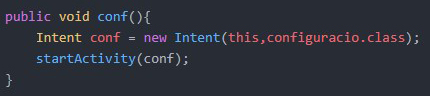 public void conf(){
    Intent conf = new Intent(this,configuracio.class);
    startActivity(conf);
}